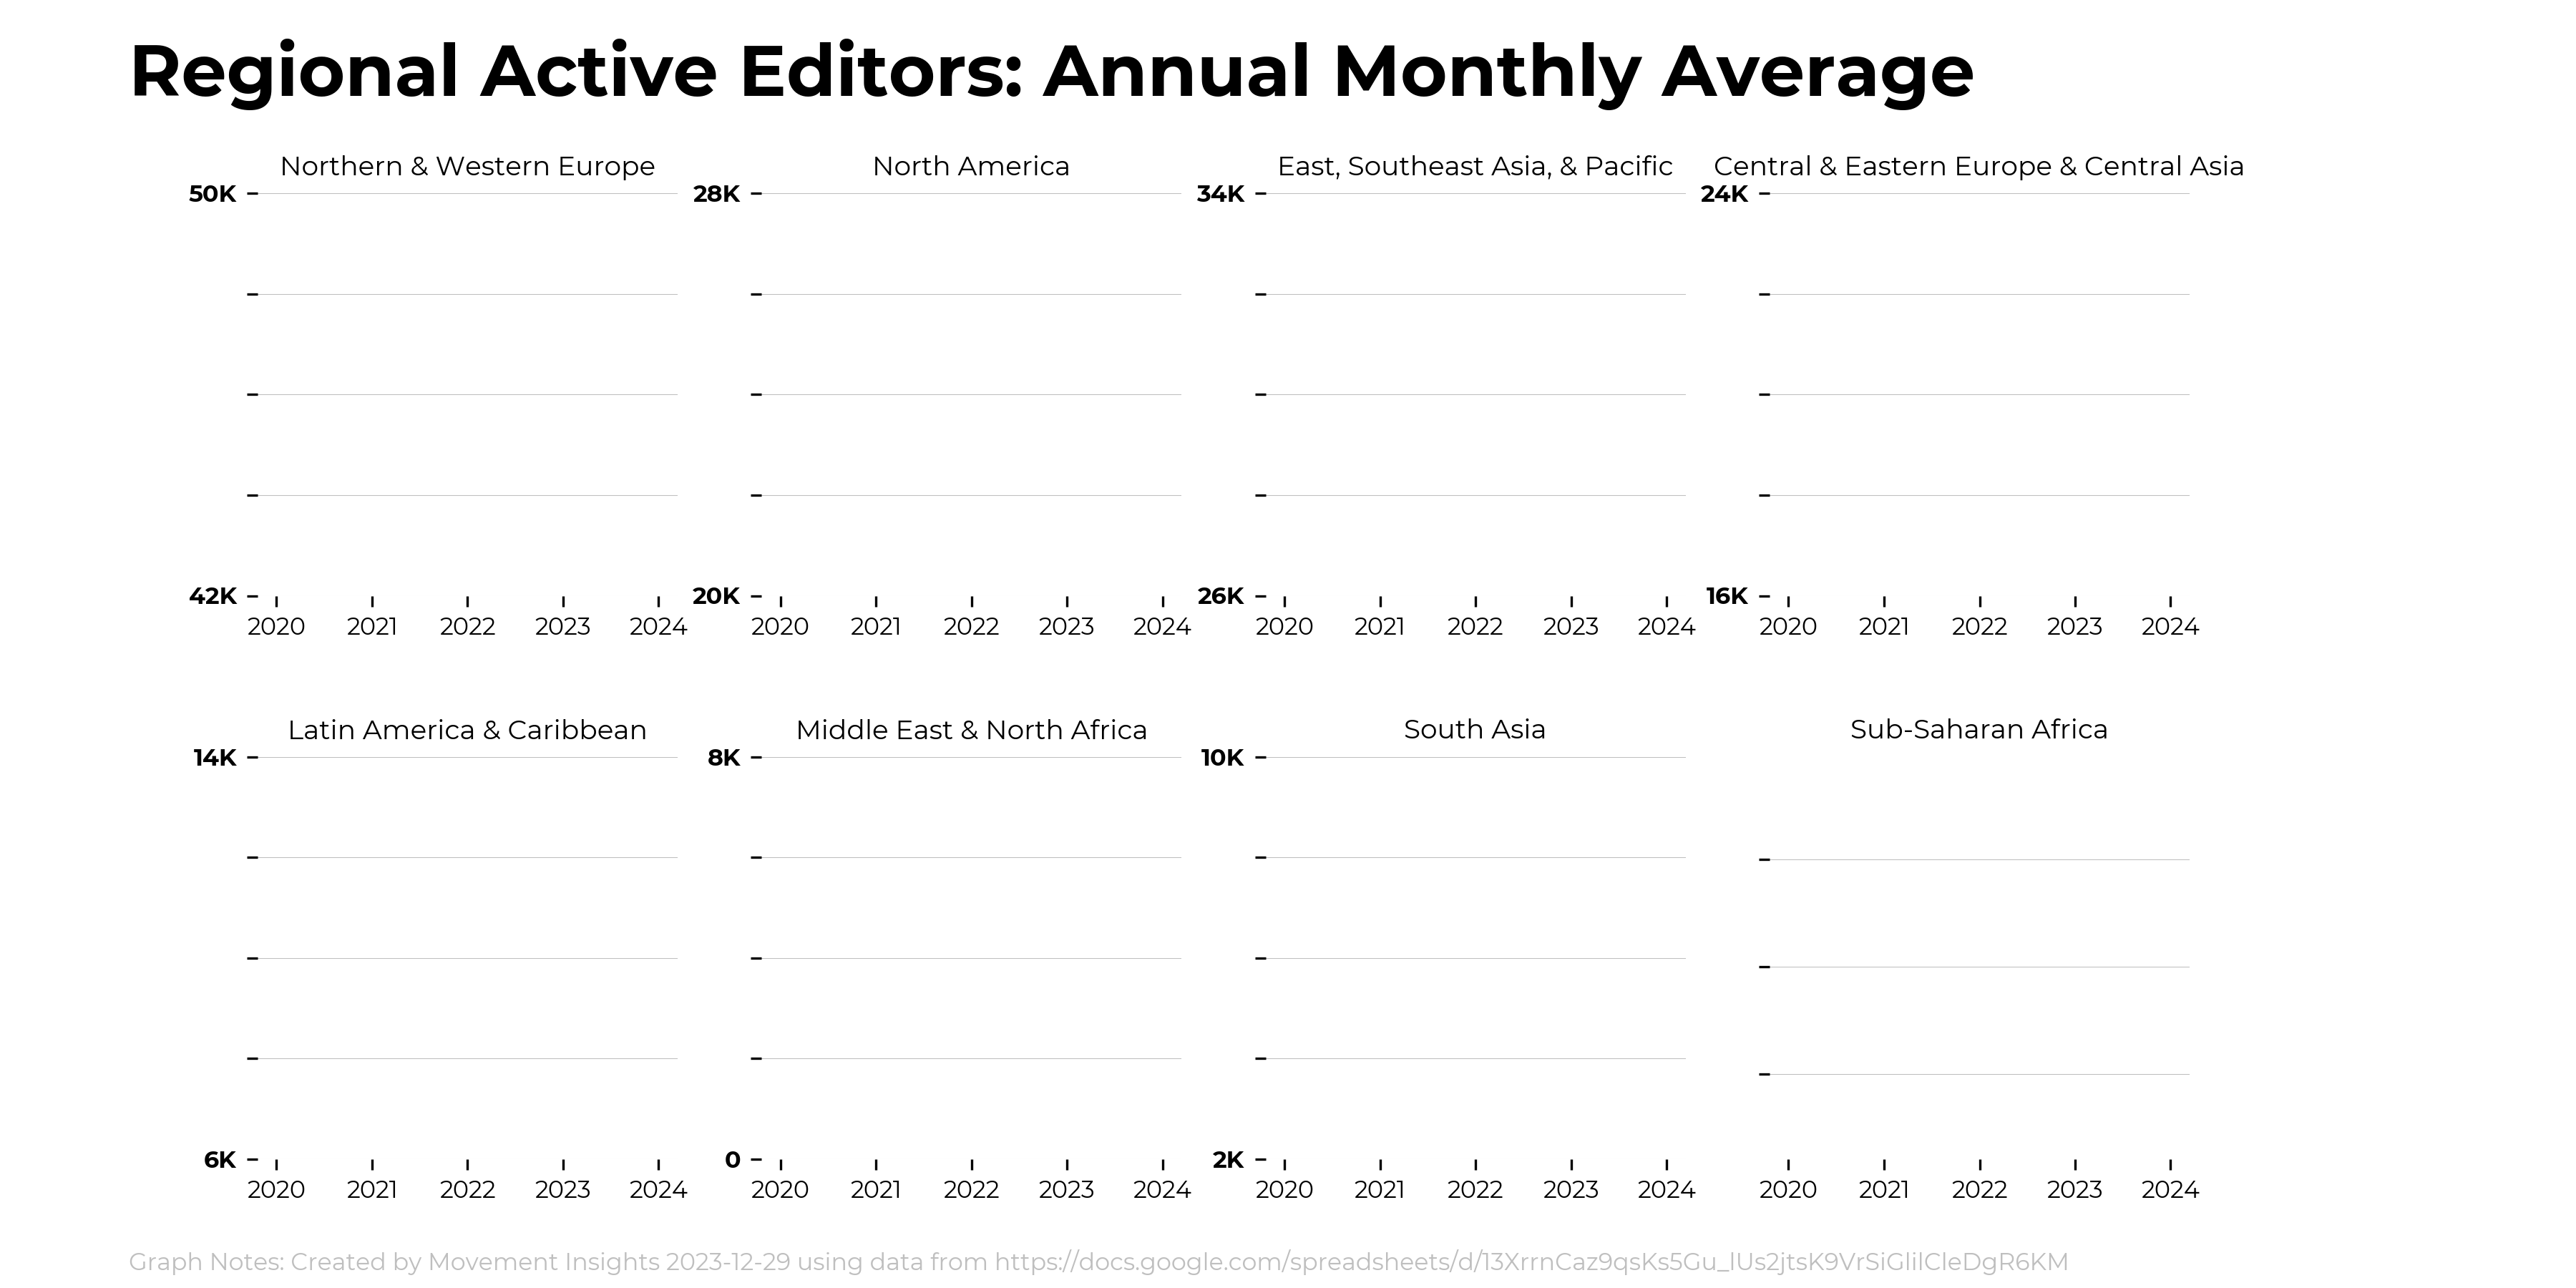 Regional Active Editors: Annual Monthly Average
Northern & Western Europe
50K
42K
2020 2021 2022 2023 2024
North America
28K
20K
2020 2021 2022 2023 2024
East, Southeast Asia, & Pacific
34K
26K
2020 2021 2022 2023 2024
Central & Eastern Europe & Central Asia
24K
16K
2020 2021 2022 2023 2024
Latin America & Caribbean
14K
6K
2020 2021 2022 2023 2024
Middle East & North Africa
8K
0
2020 2021 2022 2023 2024
South Asia
10K
2K
2020 2021 2022 2023 2024
Sub-Saharan Africa
2020 2021 2022 2023 2024
Graph Notes: Created by Movement Insights 2023-12-29 using data from https://docs.google.com/spreadsheets/d/13XrrnCaz9qsKs5Gu_lUs2jtsK9VrSiGlilCleDgR6KM